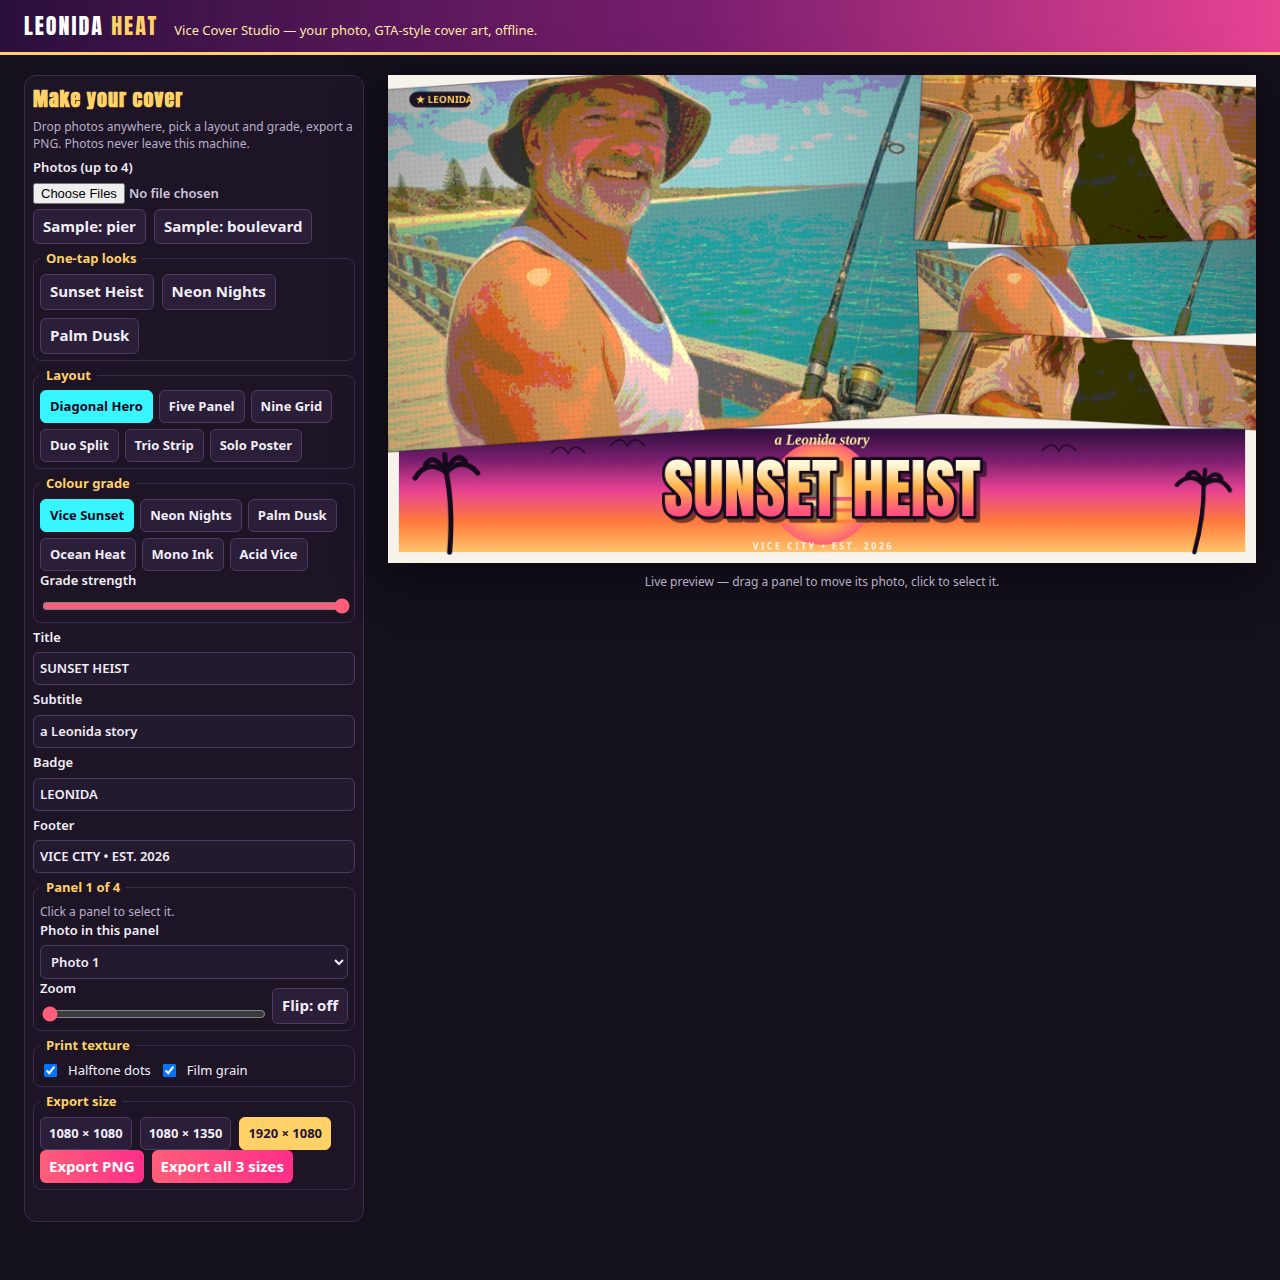 LEONIDA HEAT Vice Cover Studio — your photo, GTA-style cover art, offline.
Make your cover
Drop photos anywhere, pick a layout and grade, export a
PNG. Photos never leave this machine.
Photos (up to 4)
Choose Files No file chosen
Sample: pier Sample: boulevard
One-tap looks
Sunset Heist Neon Nights
Palm Dusk
Layout
Diagonal Hero Five Panel Nine Grid
Duo Split Trio Strip Solo Poster
Colour grade
Vice Sunset Neon Nights Palm Dusk
Ocean Heat Mono Ink Acid Vice
Grade strength
Title
SUNSET HEIST
Subtitle
a Leonida story
Badge
LEONIDA
Footer
VICE CITY • EST. 2026
Panel 1 of 4
Click a panel to select it.
Photo in this panel
Photo 1
Zoom
Flip: off
Print texture
Halftone dots Film grain
Export size
1080 × 1080 1080 × 1350 1920 × 1080
Export PNG Export all 3 sizes
★ LEONIDA
a Leonida story
SUNSET HEIST
VICE CITY • EST. 2026
Live preview — drag a panel to move its photo, click to select it.